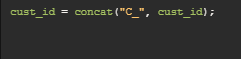 cust_id = concat("C_", cust_id);